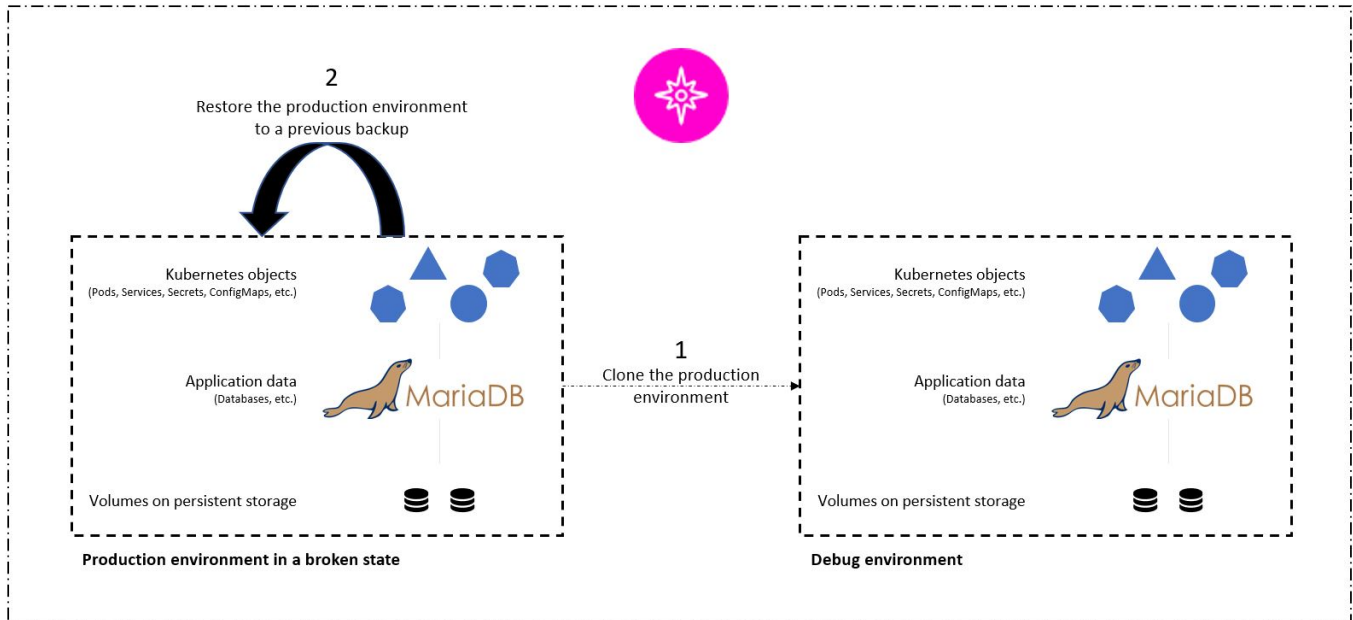 2
Restore the production environment
to a previous backup
Kubernetes objects
(Pods, Services, Secrets, ConfigMaps, etc.)
Application data
(Databases, etc.)
MariaDB
Volumes on persistent storage
Production environment in a broken state
1
Clone the production
environment
Kubernetes objects
(Pods, Services, Secrets, ConfigMaps, etc.)
Application data
(Databases, etc.)
MariaDB
Volumes on persistent storage
Debug environment